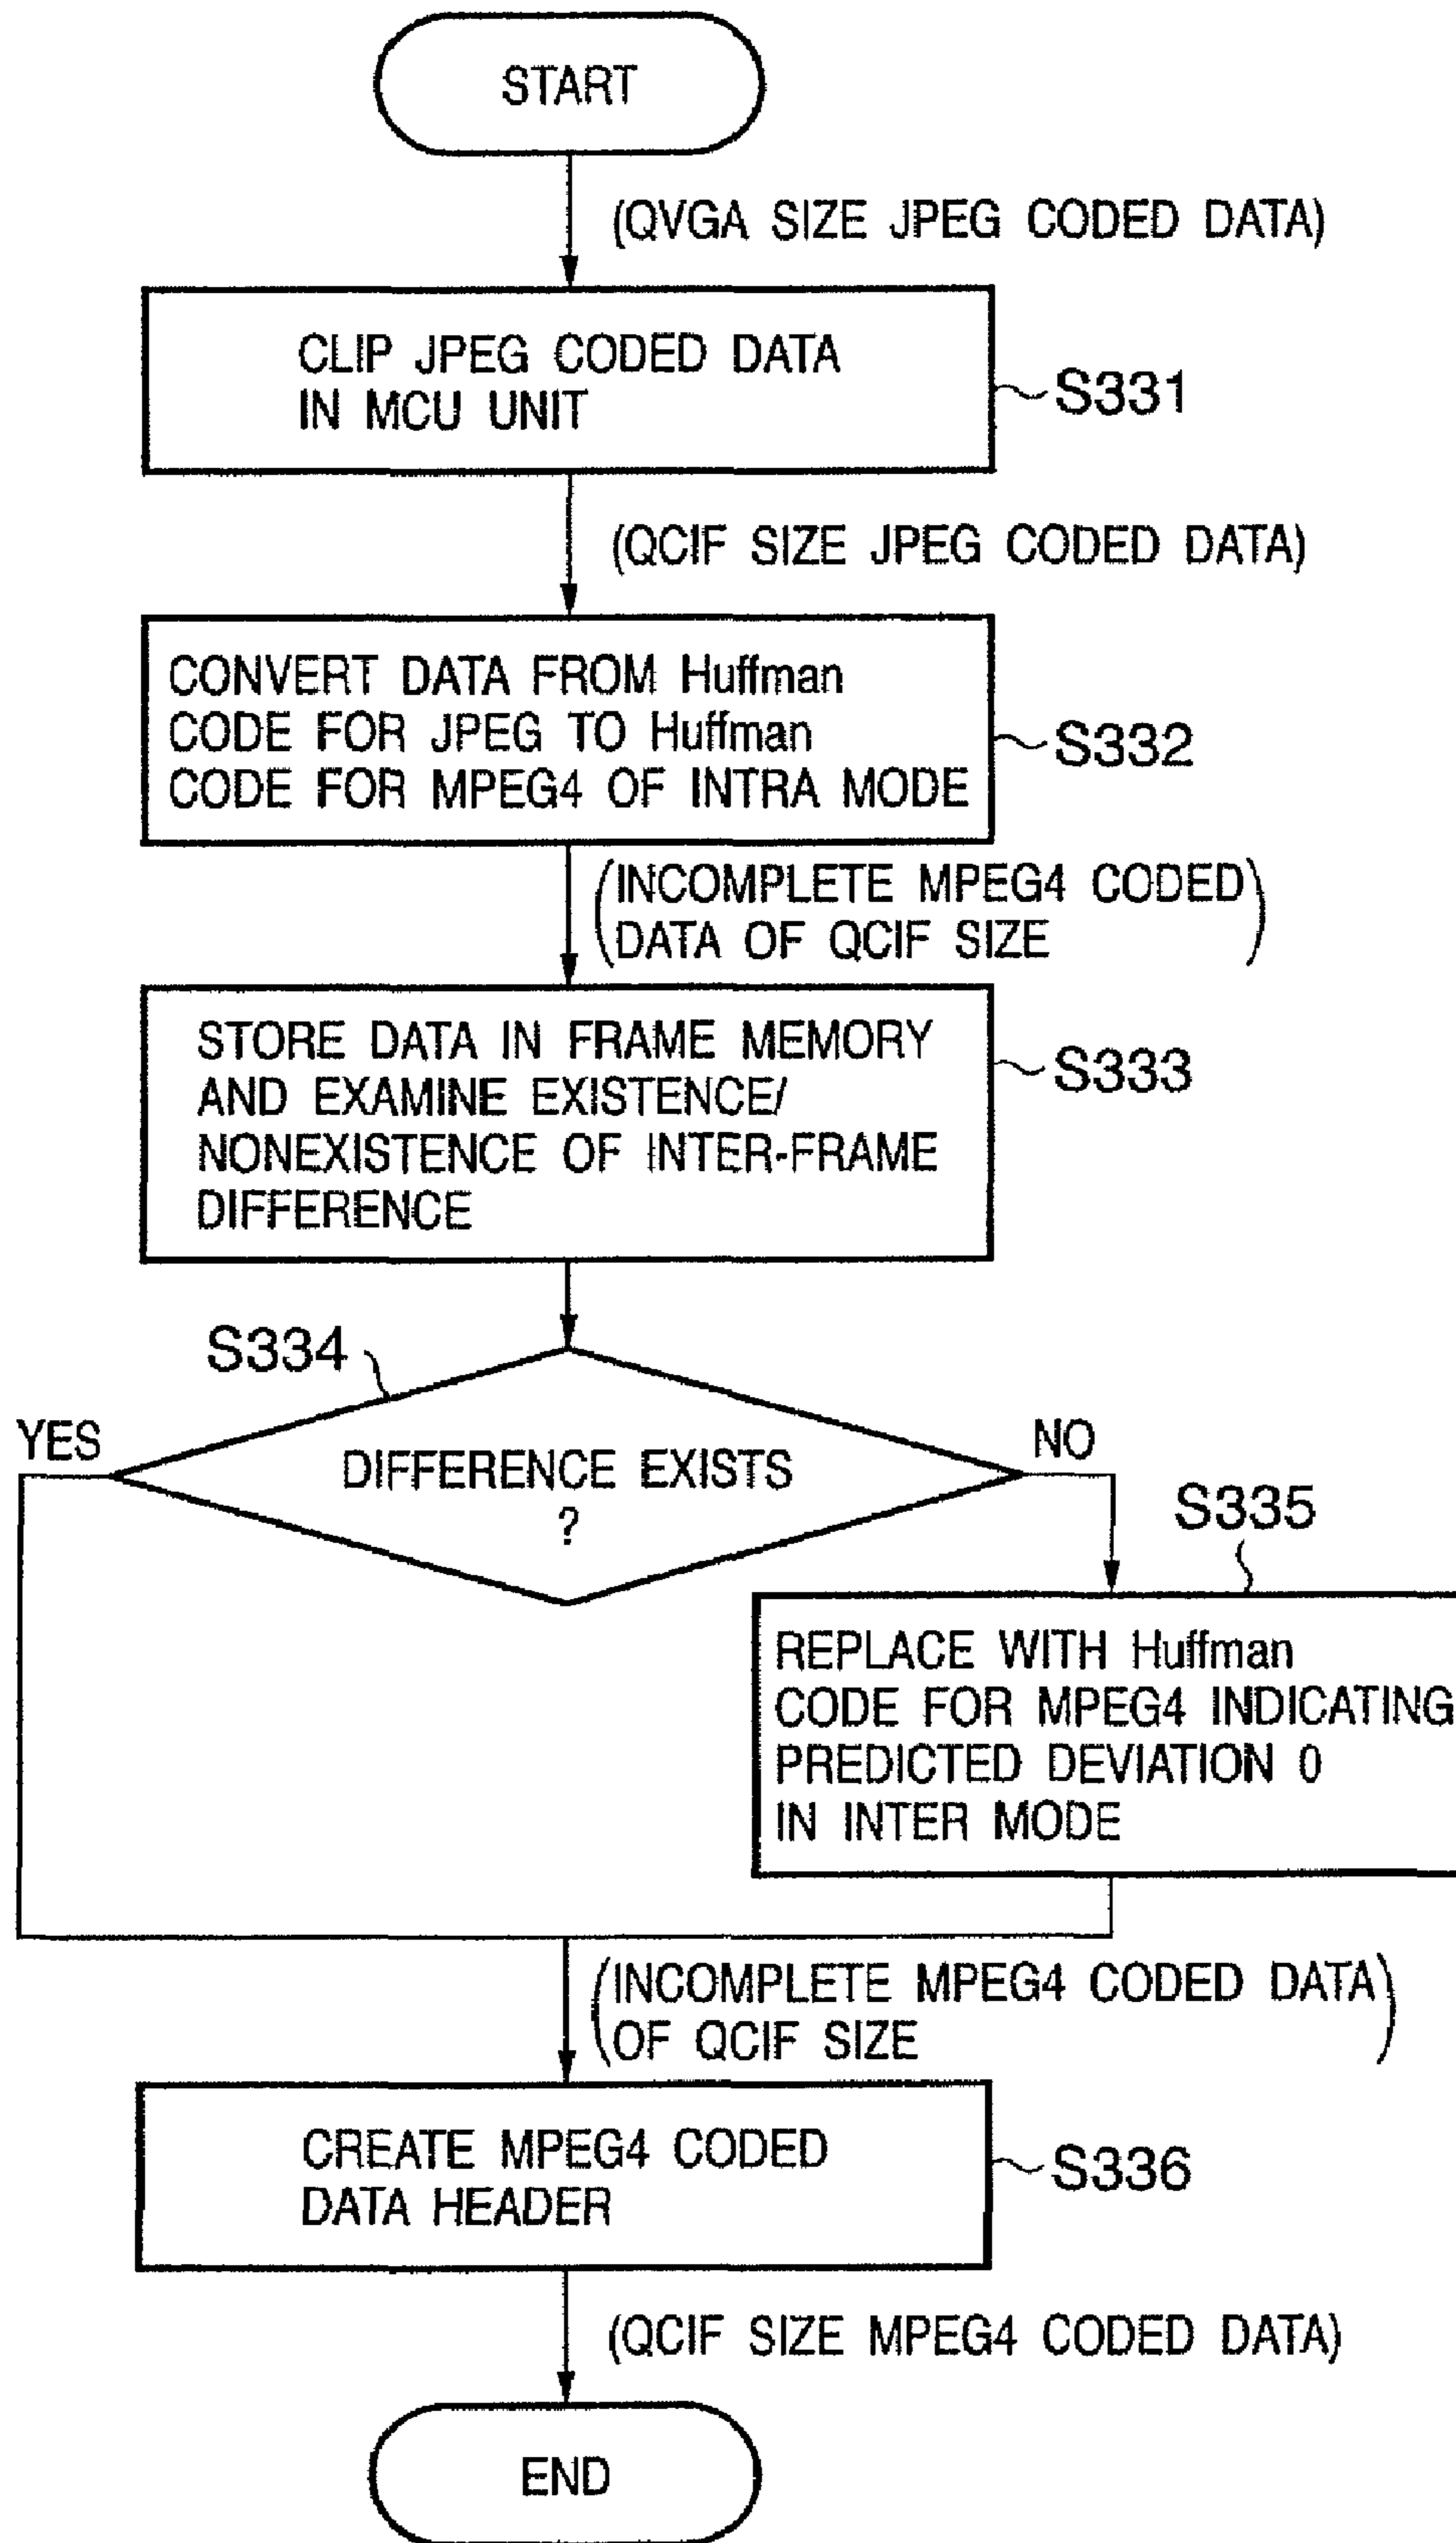 START
(QVGA SIZE JPEG CODED DATA)
CLIP JPEG CODED DATA
IN MCU UNIT
S331
(QCIF SIZE JPEG CODED DATA)
CONVERT DATA FROM Huffman
CODE FOR JPEG TO Huffman
CODE FOR MPEG4 OF INTRA MODE
S332
(INCOMPLETE MPEG4 CODED
DATA OF QCIF SIZE)
STORE DATA IN FRAME MEMORY
AND EXAMINE EXISTENCE/
NONEXISTENCE OF INTER-FRAME
DIFFERENCE
S333
S334
YES
DIFFERENCE EXISTS
?
NO
S335
REPLACE WITH Huffman
CODE FOR MPEG4 INDICATING
PREDICTED DEVIATION 0
IN INTER MODE
(INCOMPLETE MPEG4 CODED DATA
OF QCIF SIZE)
CREATE MPEG4 CODED
DATA HEADER
S336
(QCIF SIZE MPEG4 CODED DATA)
END